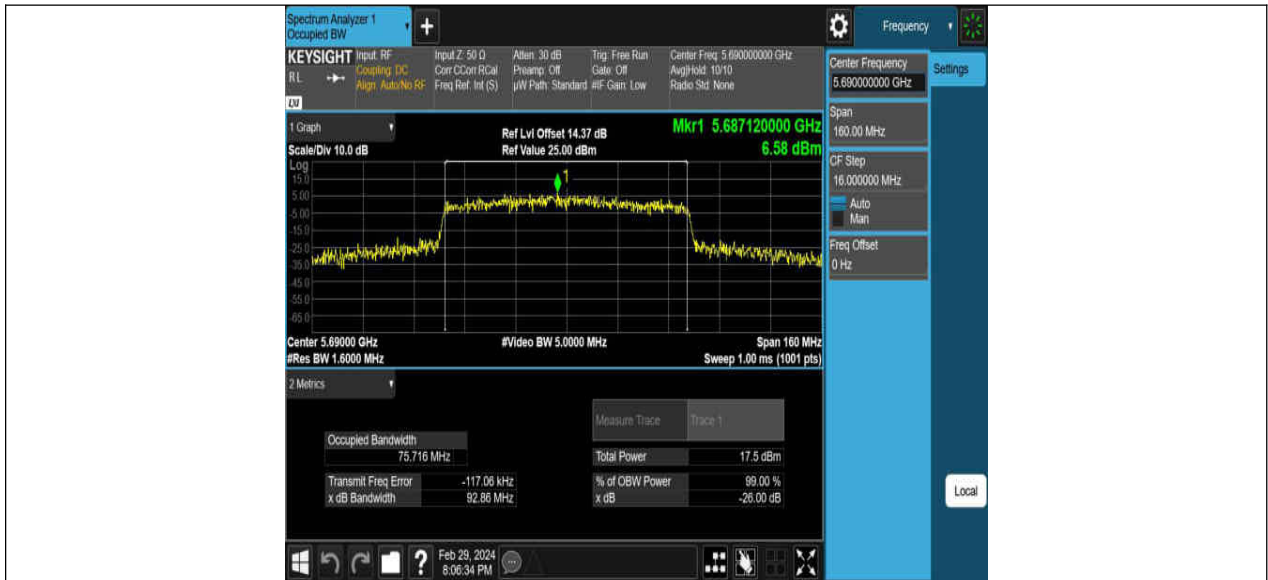 Spectrum Analyzer 1
Occupied BW
+
Frequency
KEYSIGHT
RL
LXI
Input: RF
Coupling: DC
Align: Auto/No RF
Input Z: 50 Ω
Corr CCorr RCal
Freq Ref: Int (S)
Atten: 30 dB
Preamp: Off
µW Path: Standard
Trig: Free Run
Gate: Off
#IF Gain: Low
Center Freq: 5.690000000 GHz
Avg|Hold: 10/10
Radio Std: None
Center Frequency
5.690000000 GHz
Settings
Span
160.00 MHz
CF Step
16.000000 MHz
Auto
Man
Freq Offset
0 Hz
Local
1 Graph
Scale/Div 10.0 dB
Ref Lvl Offset 14.37 dB
Ref Value 25.00 dBm
Mkr1 5.687120000 GHz
6.58 dBm
Log
15.0
5.00
-5.00
-15.0
-25.0
-35.0
-45.0
-55.0
-65.0
1
Center 5.69000 GHz
#Video BW 5.0000 MHz
Span 160 MHz
#Res BW 1.6000 MHz
Sweep 1.00 ms (1001 pts)
2 Metrics
Measure Trace
Trace 1
Occupied Bandwidth
75.716 MHz
Total Power
17.5 dBm
Transmit Freq Error
-117.06 kHz
% of OBW Power
99.00 %
x dB Bandwidth
92.86 MHz
x dB
-26.00 dB
?
Feb 29, 2024
8:06:34 PM